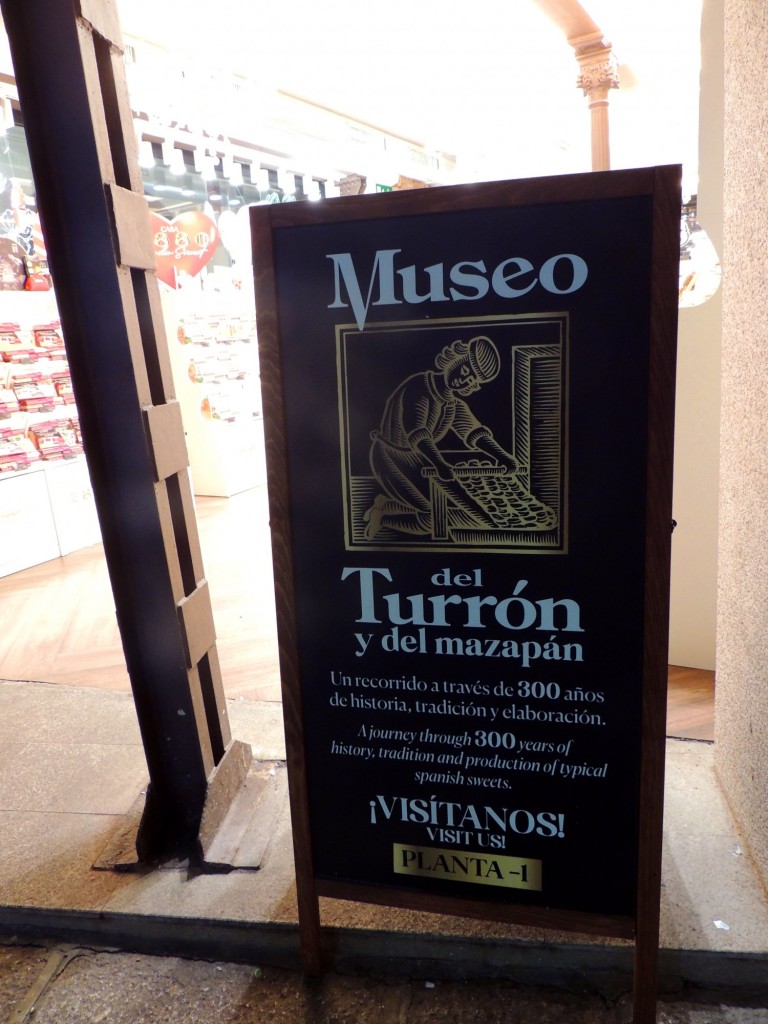 CASA
Museo
del
Turrón
y del mazapán
Un recorrido a través de 300 años
de historia, tradición y elaboración.
A journey through 300 years of
history, tradition and production of typical
spanish sweets.
¡VISÍTANOS!
VISIT US!
PLANTA -1